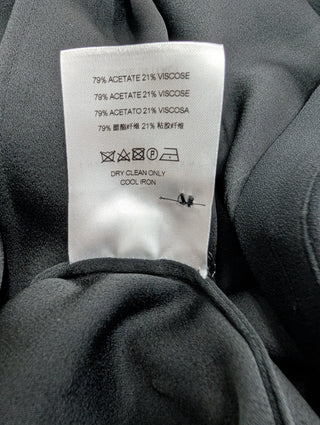 79% ACETATE 21% VISCOSE
79% ACETATE 21% VISCOSE
79% ACETATO 21% VISCOSA
79% 醋酯纤维 21% 粘胶纤维
P
DRY CLEAN ONLY
COOL IRON